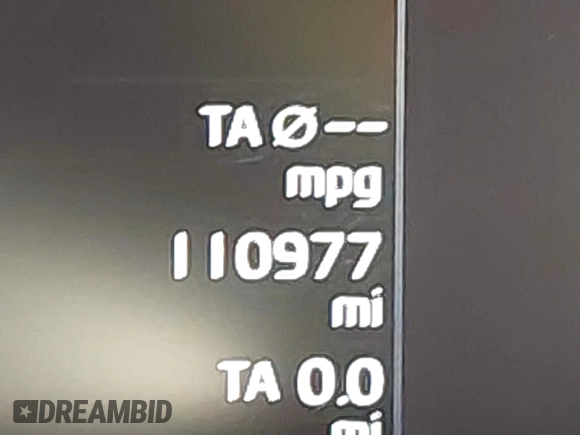 TA Ø--
mpg
110977
mi
TA 0.0
mi
DREAMBID